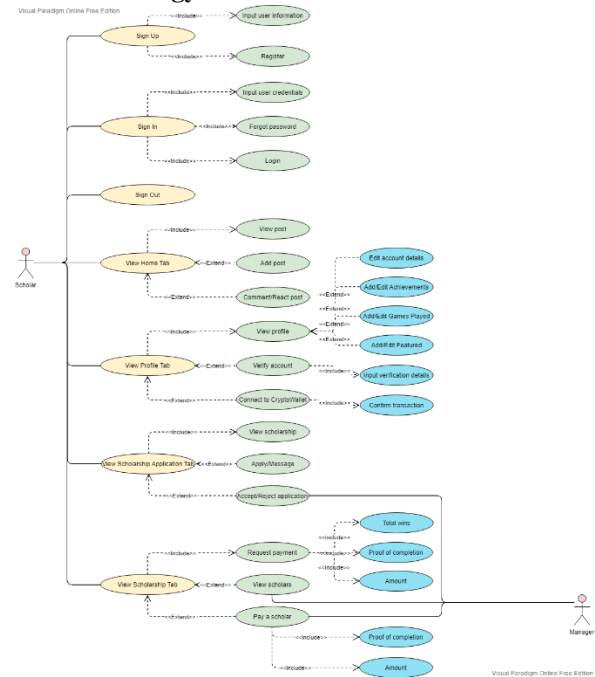 Visual Paradigm Online Free Edition
<<Include>>
Input user information
Sign Up
<<Include>>
Register
<<Include>>
Input user credentials
Sign In
<<Include>>
Forgot password
<<Include>>
Login
Sign Out
<<Include>>
View post
View Home Tab
<<Extend>>
Add post
<<Extend>>
Comment/React post
Scholar
Edit account details
<<Extend>>
Add/Edit Achievements
<<Extend>>
<<Extend>>
Add/Edit Games Played
<<Extend>>
Add/Edit Featured
<<Include>>
View profile
View Profile Tab
<<Extend>>
Verify account
<<Include>>
Input verification details
<<Extend>>
Connect to CryptoWallet
<<Include>>
Confirm transaction
<<Include>>
View scholarship
View Scholarship Application Tab
<<Extend>>
Apply/Message
<<Extend>>
Accept/Reject application
Total wins
<<Include>>
<<Include>>
Request payment
<<Include>>
Proof of completion
<<Include>>
Amount
View Scholarship Tab
<<Extend>>
View scholars
<<Extend>>
Pay a scholar
Manager
<<Include>>
Proof of completion
<<Include>>
Amount
Visual Paradigm Online Free Edition